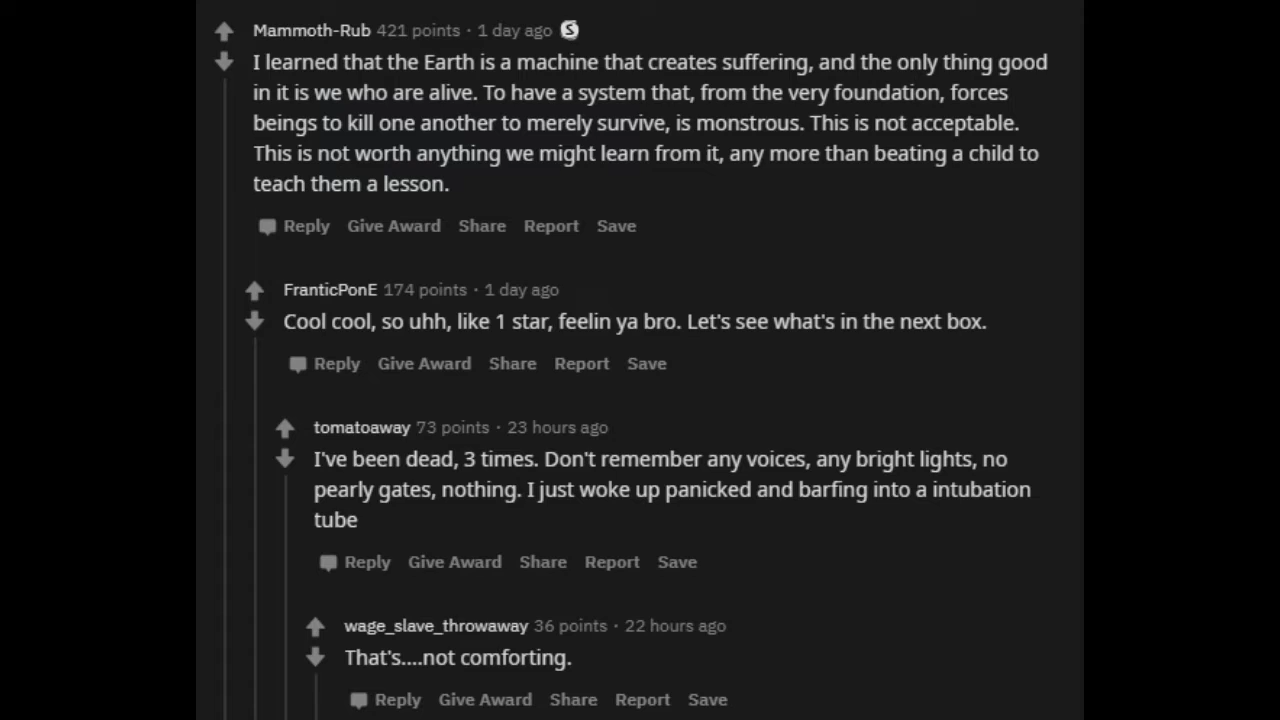 Mammoth-Rub 421 points · 1 day ago S
I learned that the Earth is a machine that creates suffering, and the only thing good
in it is we who are alive. To have a system that, from the very foundation, forces
beings to kill one another to merely survive, is monstrous. This is not acceptable.
This is not worth anything we might learn from it, any more than beating a child to
teach them a lesson.
Reply Give Award Share Report Save
FranticPonE 174 points · 1 day ago
Cool cool, so uhh, like 1 star, feelin ya bro. Let's see what's in the next box.
Reply Give Award Share Report Save
tomatoaway 73 points · 23 hours ago
I've been dead, 3 times. Don't remember any voices, any bright lights, no
pearly gates, nothing. I just woke up panicked and barfing into a intubation
tube
Reply Give Award Share Report Save
wage_slave_throwaway 36 points · 22 hours ago
That's....not comforting.
Reply Give Award Share Report Save